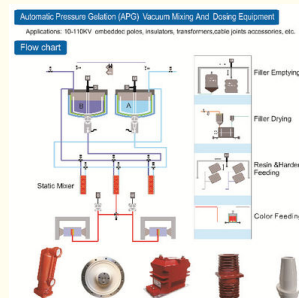 Automatic Pressure Gelation (APG) Vacuum Mixing And Dosing Equipment
Applications: 10-110KV embedded poles, insulators, transformers,cable joints accessories, etc.
Flow chart
Filler Emptying
B
A
Filler Drying
Resin &Harder
Feeding
Static Mixer
Color Feeding